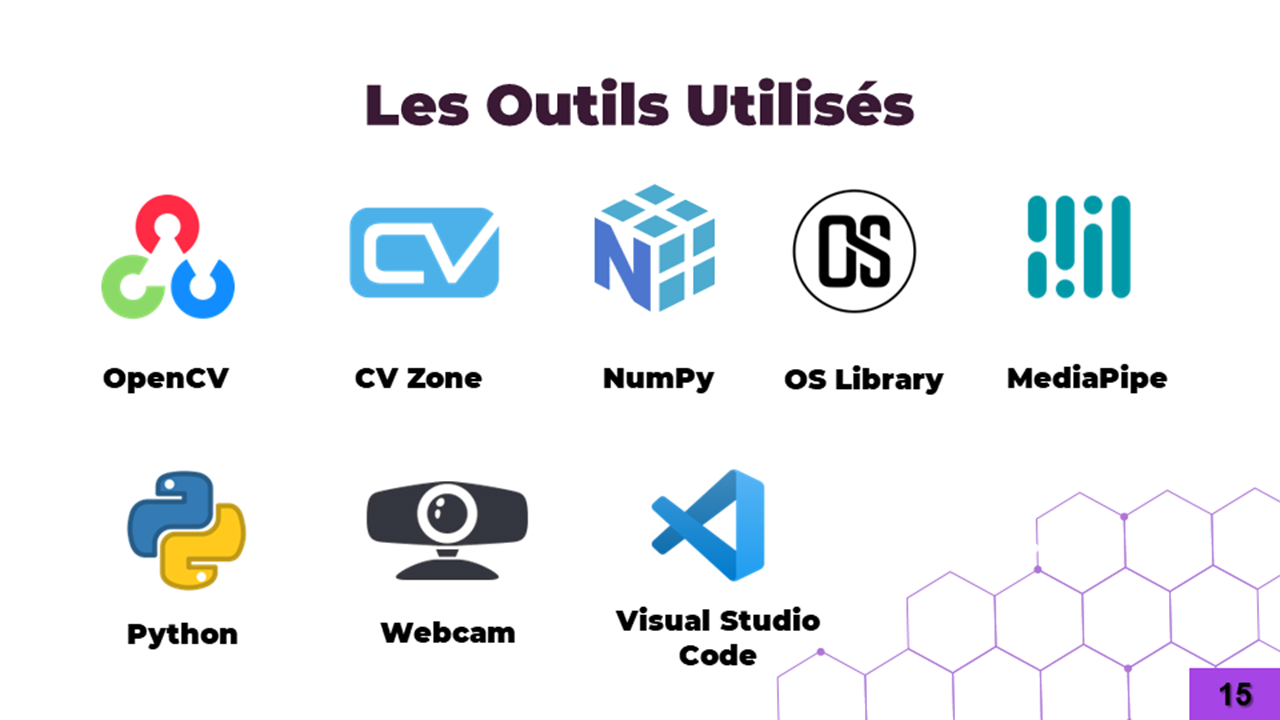 Les Outils Utilisés
CV
N
OS
OpenCV
CV Zone
NumPy
OS Library
MediaPipe
Python
Webcam
Visual Studio
Code
15